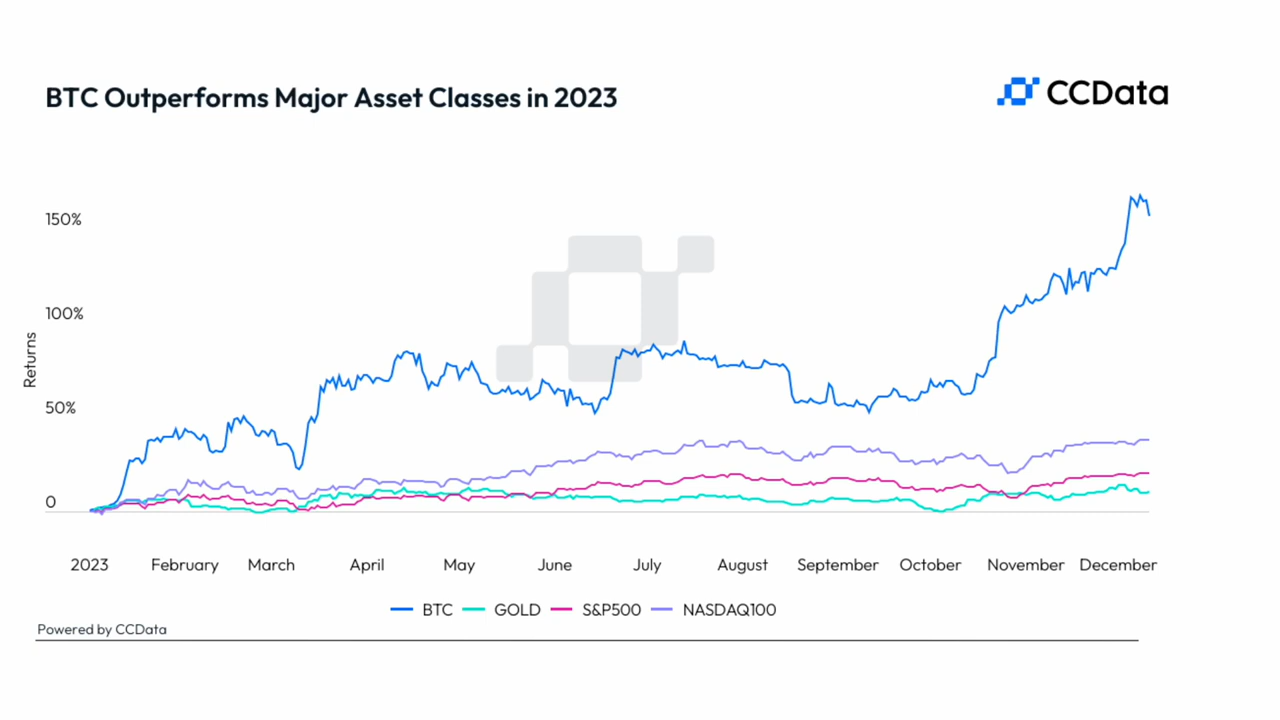 BTC Outperforms Major Asset Classes in 2023
CCData
150%
100%
50%
0
Returns
2023 February March April May June July August September October November December
BTC GOLD S&P500 NASDAQ100
Powered by CCData